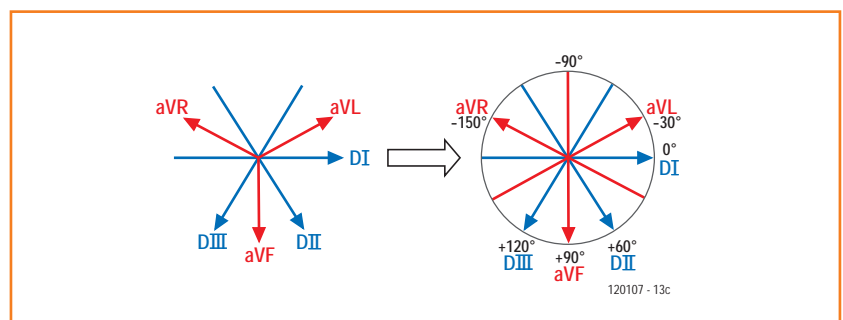 aVR
aVL
DI
DIII
DII
aVF
-90°
aVR
-150°
aVL
-30°
0°
DI
+120°
DIII
+90°
aVF
+60°
DII
120107 - 13c